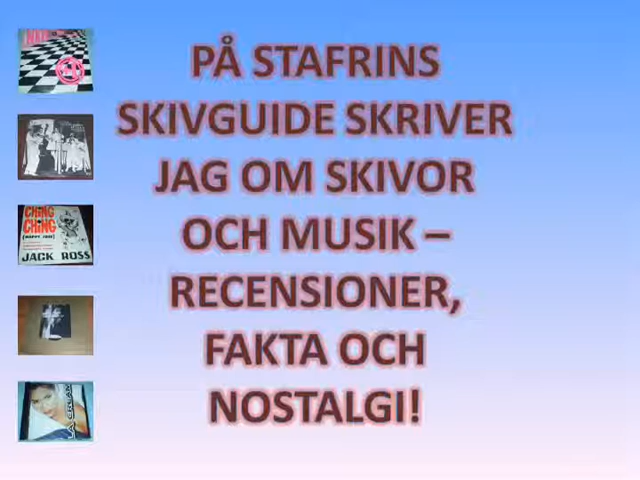 PÅ STAFRINS
SKIVGUIDE SKRIVER
JAG OM SKIVOR
OCH MUSIK –
RECENSIONER,
FAKTA OCH
NOSTALGI!
CHING
CHING
JACK ROSS